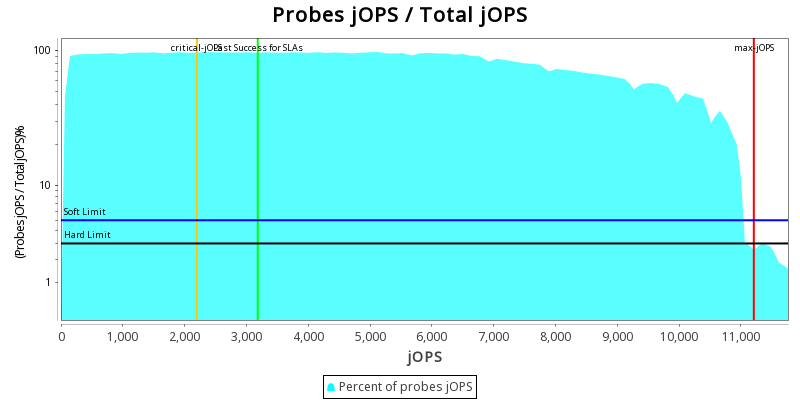 Probes jOPS / Total jOPS
(Probes jOPS / Total jOPS)%
100
10
1
critical-jOPS
Last Success for SLAs
max-jOPS
Soft Limit
Hard Limit
0 1,000 2,000 3,000 4,000 5,000 6,000 7,000 8,000 9,000 10,000 11,000
jOPS
Percent of probes jOPS